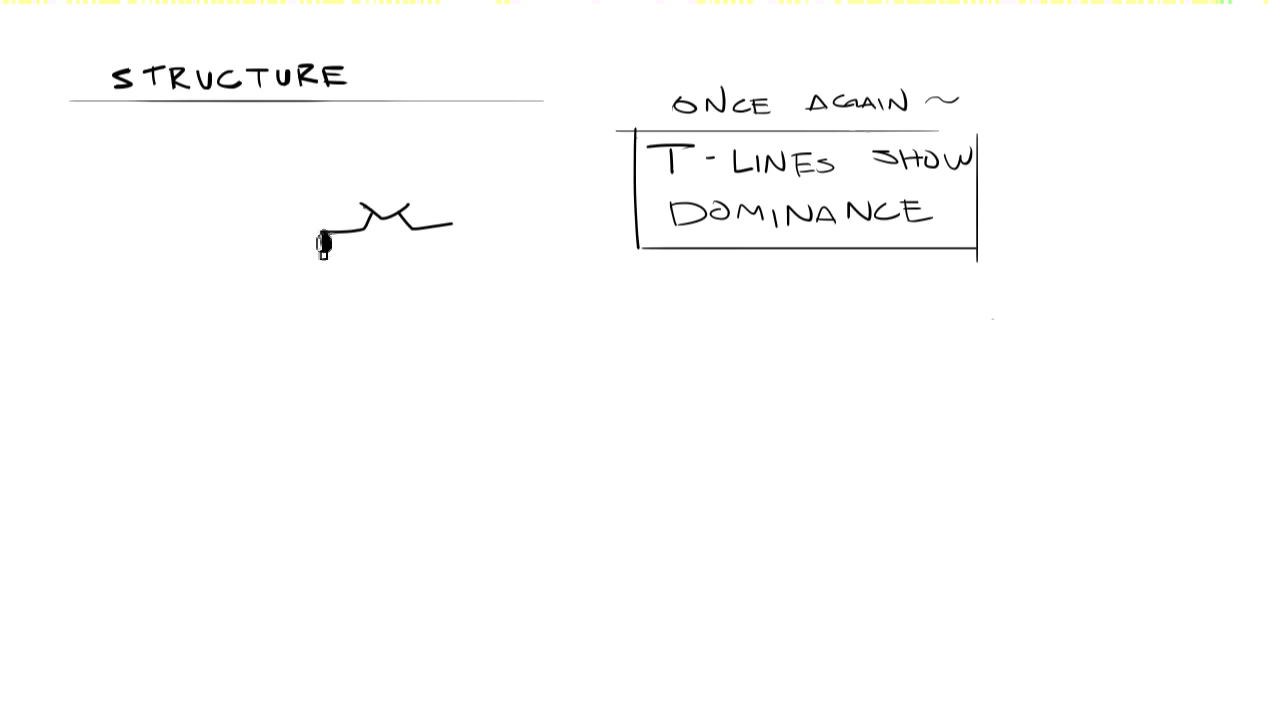 STRUCTURE
ONCE AGAIN ~
T-LINES SHOW
DOMINANCE